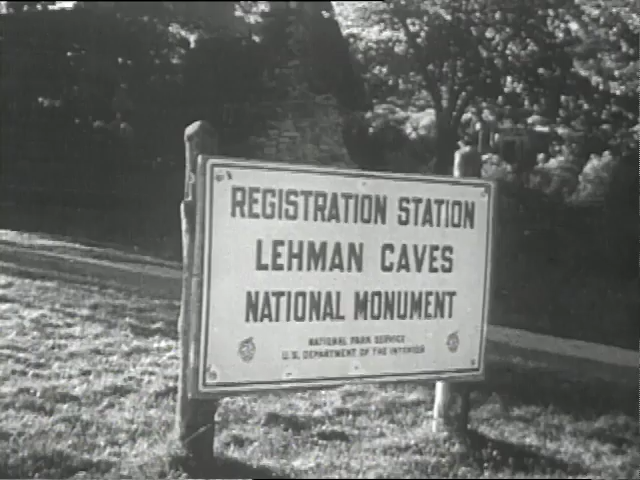 REGISTRATION STATION
LEHMAN CAVES
NATIONAL MONUMENT
NATIONAL PARK SERVICE
U.S. DEPARTMENT OF THE INTERIOR